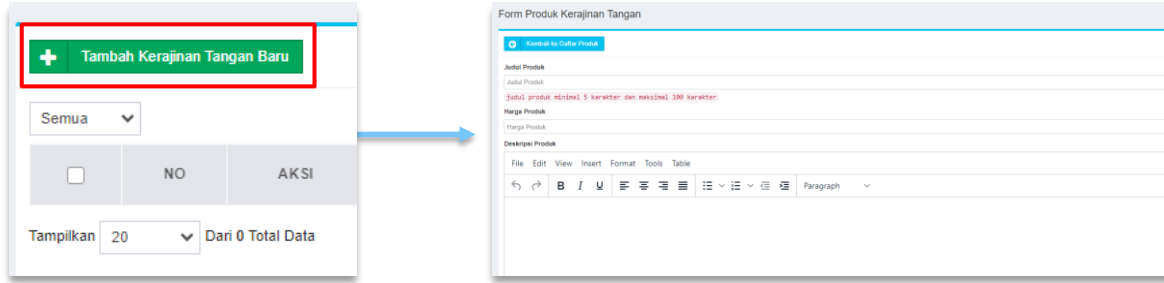 Tambah Kerajinan Tangan Baru
Semua
NO AKSI
Tampilkan 20 Dari 0 Total Data
Form Produk Kerajinan Tangan
Kembali ke Daftar Produk
Judul Produk
Judul Produk
judul produk minimal 5 karakter dan maksimal 100 karakter
Harga Produk
Harga Produk
Deskripsi Produk
File Edit View Insert Format Tools Table
B I U Paragraph